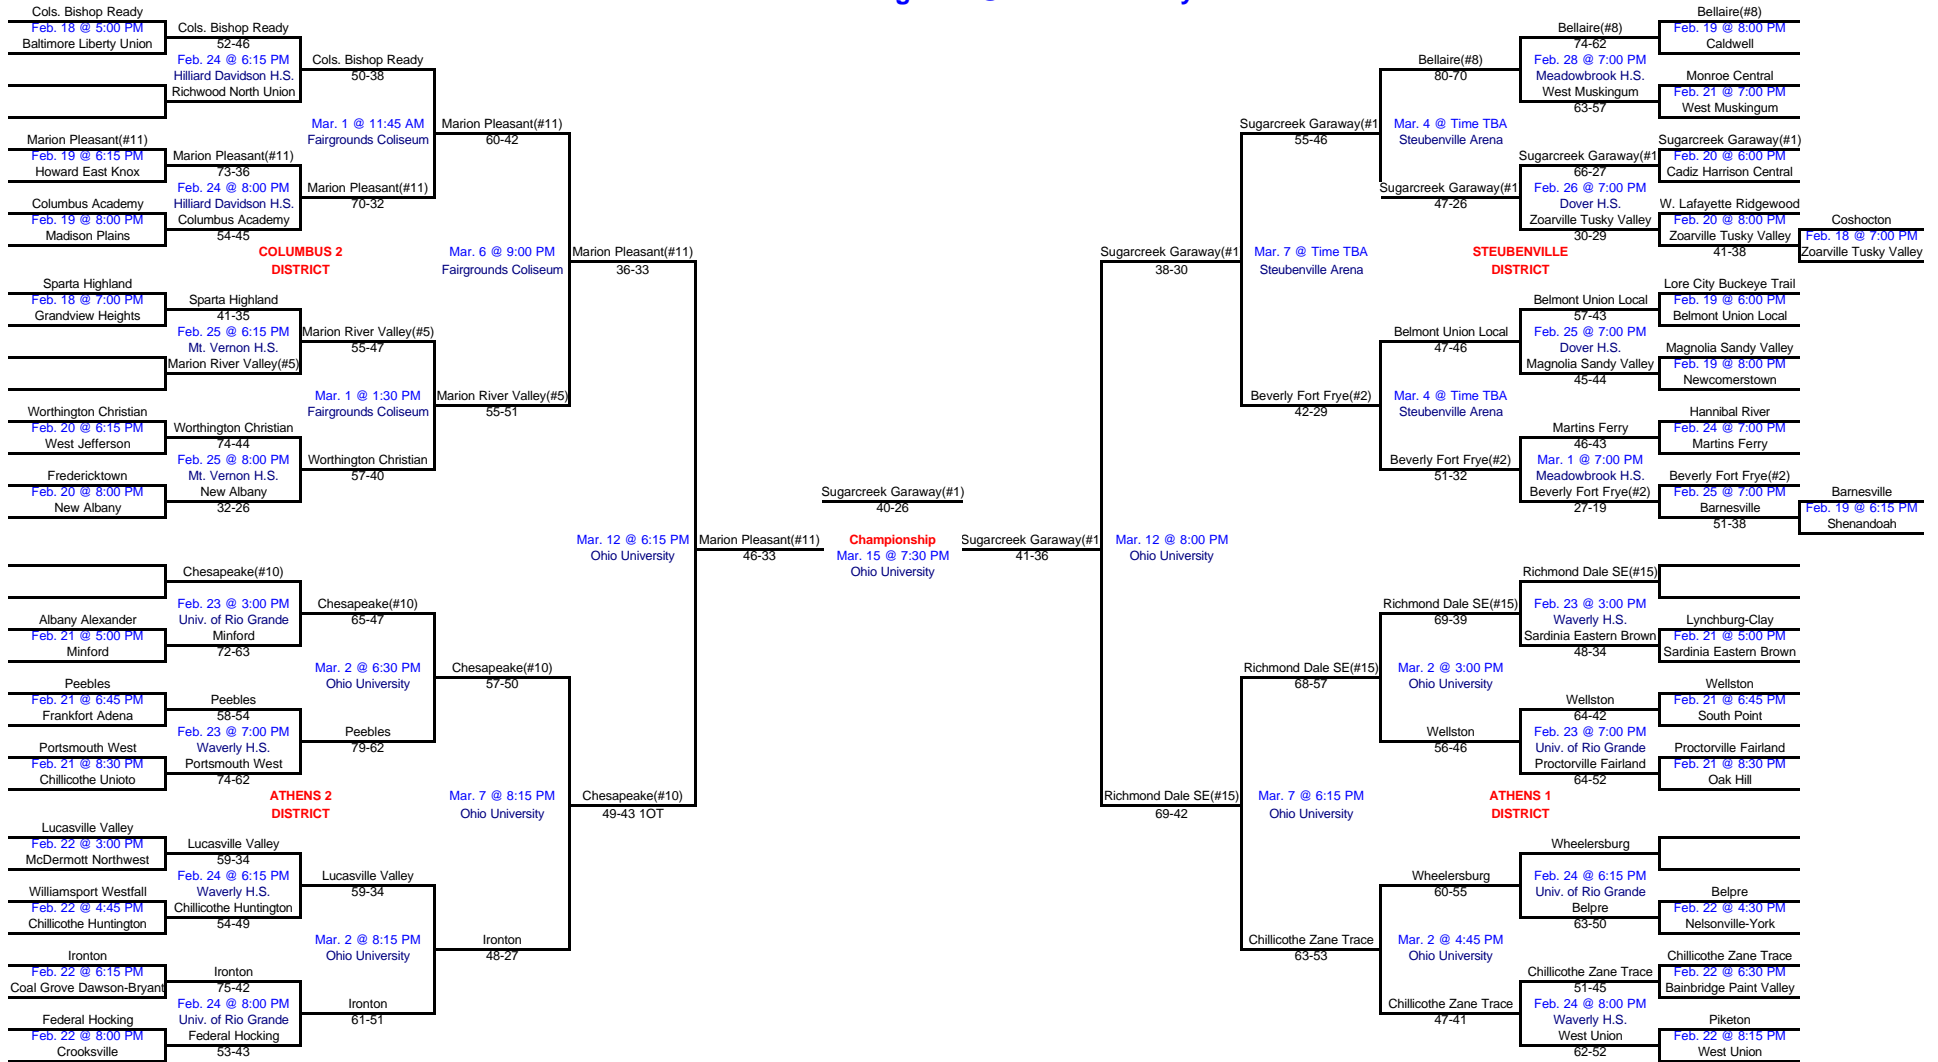 Cols. Bishop Ready
Feb. 18 @ 5:00 PM
Baltimore Liberty Union
Marion Pleasant(#11)
Feb. 19 @ 6:15 PM
Howard East Knox
Columbus Academy
Feb. 19 @ 8:00 PM
Madison Plains
Sparta Highland
Feb. 18 @ 7:00 PM
Grandview Heights
Worthington Christian
Feb. 20 @ 6:15 PM
West Jefferson
Fredericktown
Feb. 20 @ 8:00 PM
New Albany
Albany Alexander
Feb. 21 @ 5:00 PM
Minford
Peebles
Feb. 21 @ 6:45 PM
Frankfort Adena
Portsmouth West
Feb. 21 @ 8:30 PM
Chillicothe Unioto
Lucasville Valley
Feb. 22 @ 3:00 PM
McDermott Northwest
Williamsport Westfall
Feb. 22 @ 4:45 PM
Chillicothe Huntington
Ironton
Feb. 22 @ 6:15 PM
Coal Grove Dawson-Bryant
Federal Hocking
Feb. 22 @ 8:00 PM
Crooksville
Cols. Bishop Ready
52-46
Feb. 24 @ 6:15 PM
Hilliard Davidson H.S.
Richwood North Union
Marion Pleasant(#11)
73-36
Feb. 24 @ 8:00 PM
Hilliard Davidson H.S.
Columbus Academy
54-45
COLUMBUS 2
DISTRICT
Sparta Highland
41-35
Feb. 25 @ 6:15 PM
Mt. Vernon H.S.
Marion River Valley(#5)
Worthington Christian
74-44
Feb. 25 @ 8:00 PM
Mt. Vernon H.S.
New Albany
32-26
Chesapeake(#10)
Feb. 23 @ 3:00 PM
Univ. of Rio Grande
Minford
72-63
Peebles
58-54
Feb. 23 @ 7:00 PM
Waverly H.S.
Portsmouth West
74-62
ATHENS 2
DISTRICT
Lucasville Valley
59-34
Feb. 24 @ 6:15 PM
Waverly H.S.
Chillicothe Huntington
54-49
Ironton
75-42
Feb. 24 @ 8:00 PM
Univ. of Rio Grande
Federal Hocking
53-43
Cols. Bishop Ready
50-38
Mar. 1 @ 11:45 AM
Fairgrounds Coliseum
Marion Pleasant(#11)
70-32
Marion River Valley(#5)
55-47
Mar. 1 @ 1:30 PM
Fairgrounds Coliseum
Worthington Christian
57-40
Chesapeake(#10)
65-47
Mar. 2 @ 6:30 PM
Ohio University
Peebles
79-62
Lucasville Valley
59-34
Mar. 2 @ 8:15 PM
Ohio University
Ironton
61-51
Marion Pleasant(#11)
60-42
Mar. 6 @ 9:00 PM
Fairgrounds Coliseum
Marion River Valley(#5)
55-51
Chesapeake(#10)
57-50
Mar. 7 @ 8:15 PM
Ohio University
Ironton
48-27
Marion Pleasant(#11)
36-33
Mar. 12 @ 6:15 PM
Ohio University
Chesapeake(#10)
49-43 1OT
Marion Pleasant(#11)
46-33
Sugarcreek Garaway(#1)
40-26
Championship
Mar. 15 @ 7:30 PM
Ohio University
Sugarcreek Garaway(#1
41-36
Sugarcreek Garaway(#1
38-30
Mar. 12 @ 8:00 PM
Ohio University
Richmond Dale SE(#15)
69-42
Sugarcreek Garaway(#1
55-46
Mar. 7 @ Time TBA
Steubenville Arena
Beverly Fort Frye(#2)
42-29
Richmond Dale SE(#15)
68-57
Mar. 7 @ 6:15 PM
Ohio University
Chillicothe Zane Trace
63-53
Bellaire(#8)
80-70
Mar. 4 @ Time TBA
Steubenville Arena
Sugarcreek Garaway(#1
47-26
Belmont Union Local
47-46
Mar. 4 @ Time TBA
Steubenville Arena
Beverly Fort Frye(#2)
51-32
Richmond Dale SE(#15)
69-39
Mar. 2 @ 3:00 PM
Ohio University
Wellston
56-46
Wheelersburg
60-55
Mar. 2 @ 4:45 PM
Ohio University
Chillicothe Zane Trace
47-41
Bellaire(#8)
74-62
Feb. 28 @ 7:00 PM
Meadowbrook H.S.
West Muskingum
63-57
Sugarcreek Garaway(#1
66-27
Feb. 26 @ 7:00 PM
Dover H.S.
Zoarville Tusky Valley
30-29
STEUBENVILLE
DISTRICT
Belmont Union Local
57-43
Feb. 25 @ 7:00 PM
Dover H.S.
Magnolia Sandy Valley
45-44
Martins Ferry
46-43
Mar. 1 @ 7:00 PM
Meadowbrook H.S.
Beverly Fort Frye(#2)
27-19
Richmond Dale SE(#15)
Feb. 23 @ 3:00 PM
Waverly H.S.
Sardinia Eastern Brown
48-34
Wellston
64-42
Feb. 23 @ 7:00 PM
Univ. of Rio Grande
Proctorville Fairland
64-52
ATHENS 1
DISTRICT
Wheelersburg
Feb. 24 @ 6:15 PM
Univ. of Rio Grande
Belpre
63-50
Chillicothe Zane Trace
51-45
Feb. 24 @ 8:00 PM
Waverly H.S.
West Union
62-52
Bellaire(#8)
Feb. 19 @ 8:00 PM
Caldwell
Monroe Central
Feb. 21 @ 7:00 PM
West Muskingum
Sugarcreek Garaway(#1)
Feb. 20 @ 6:00 PM
Cadiz Harrison Central
W. Lafayette Ridgewood
Feb. 20 @ 8:00 PM
Zoarville Tusky Valley
41-38
Lore City Buckeye Trail
Feb. 19 @ 6:00 PM
Belmont Union Local
Magnolia Sandy Valley
Feb. 19 @ 8:00 PM
Newcomerstown
Hannibal River
Feb. 24 @ 7:00 PM
Martins Ferry
Beverly Fort Frye(#2)
Feb. 25 @ 7:00 PM
Barnesville
51-38
Lynchburg-Clay
Feb. 21 @ 5:00 PM
Sardinia Eastern Brown
Wellston
Feb. 21 @ 6:45 PM
South Point
Proctorville Fairland
Feb. 21 @ 8:30 PM
Oak Hill
Belpre
Feb. 22 @ 4:30 PM
Nelsonville-York
Chillicothe Zane Trace
Feb. 22 @ 6:30 PM
Bainbridge Paint Valley
Piketon
Feb. 22 @ 8:15 PM
West Union
Coshocton
Feb. 18 @ 7:00 PM
Zoarville Tusky Valley
Barnesville
Feb. 19 @ 6:15 PM
Shenandoah